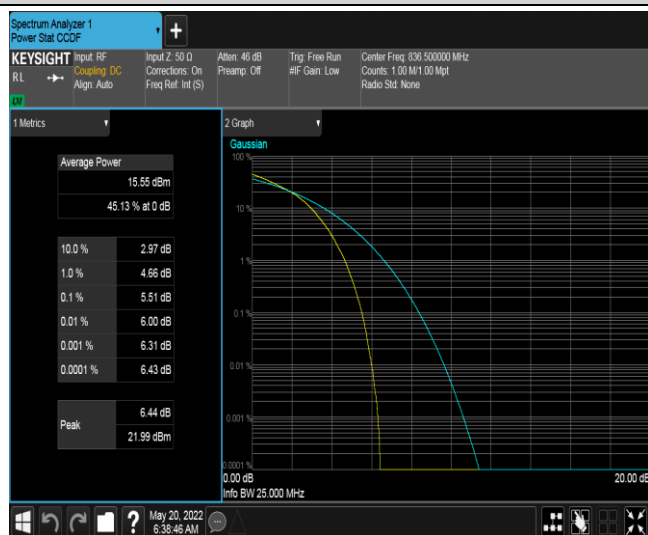 Spectrum Analyzer 1
Power Stat CCDF
+
KEYSIGHT
RL
LXI
Input: RF
Coupling: DC
Align: Auto
Input Z: 50 Ω
Corrections: On
Freq Ref: Int (S)
Atten: 46 dB
Preamp: Off
Trig: Free Run
#IF Gain: Low
Center Freq: 836.500000 MHz
Counts: 1.00 M/1.00 Mpt
Radio Std: None
1 Metrics
Average Power
15.55 dBm
45.13 % at 0 dB
10.0 % 2.97 dB
1.0 % 4.66 dB
0.1 % 5.51 dB
0.01 % 6.00 dB
0.001 % 6.31 dB
0.0001 % 6.43 dB
Peak
6.44 dB
21.99 dBm
2 Graph
Gaussian
100 %
10 %
1 %
0.1 %
0.01 %
0.001 %
0.0001 %
0.00 dB 20.00 dB
Info BW 25.000 MHz
?
May 20, 2022
6:38:46 AM